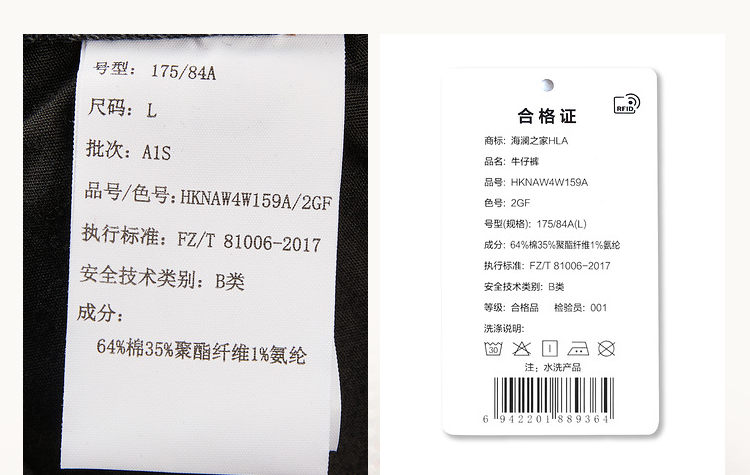 号型: 175/84A
尺码: L
批次: A1S
品号/色号:HKNAW4W159A/2GF
执行标准: FZ/T 81006-2017
安全技术类别: B类
成分:
64%棉35%聚酯纤维1%氨纶
RFID
合格证
商标: 海澜之家HLA
品名: 牛仔裤
品号: HKNAW4W159A
色号: 2GF
号型(规格): 175/84A(L)
成分: 64%棉35%聚酯纤维1%氨纶
执行标准: FZ/T 81006-2017
安全技术类别: B类
等级: 合格品 检验员: 001
洗涤说明:
30
注: 水洗产品
6 942201 889364